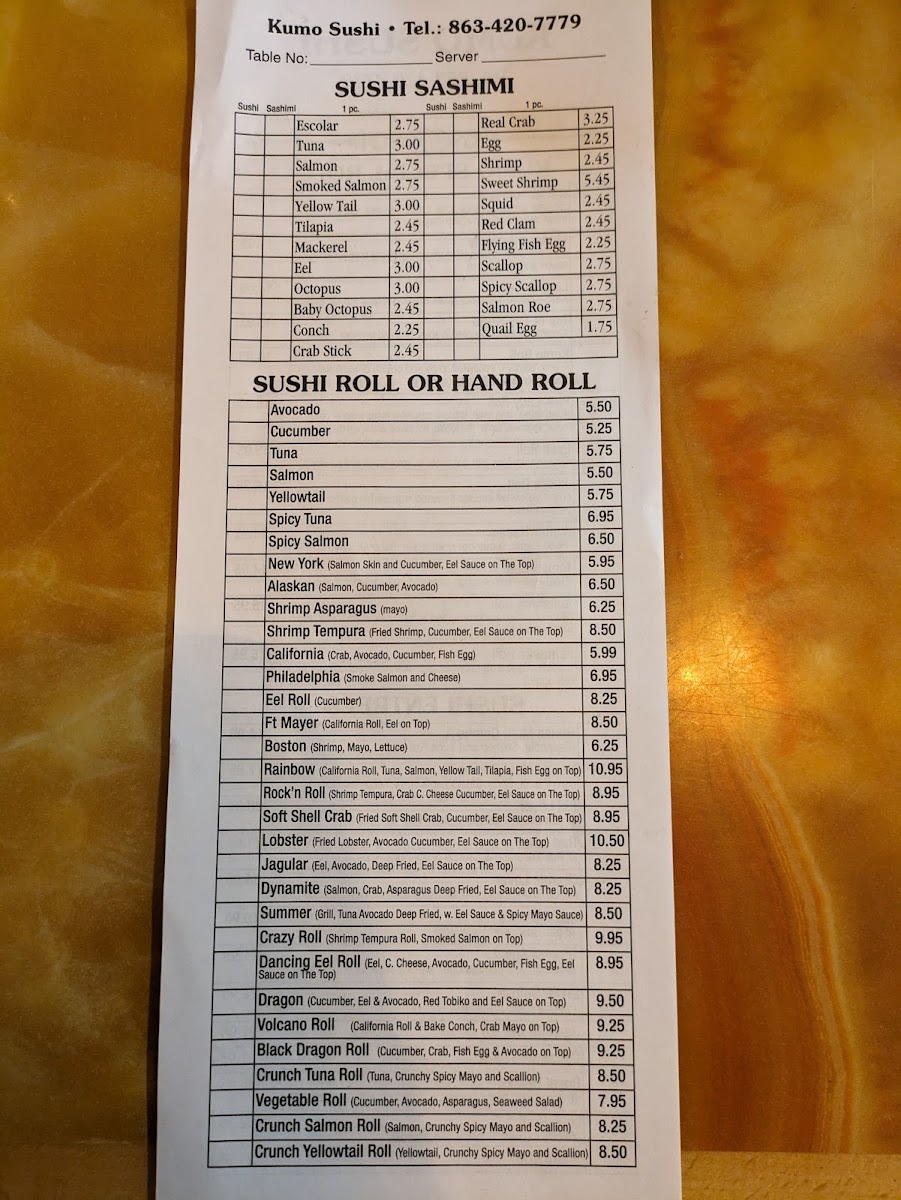 Kumo Sushi • Tel.: 863-420-7779
Table No: Server
SUSHI SASHIMI
Sushi Sashimi 1 pc. Sushi Sashimi 1 pc.
Escolar 2.75 Real Crab 3.25
Tuna 3.00 Egg 2.25
Salmon 2.75 Shrimp 2.45
Smoked Salmon 2.75 Sweet Shrimp 5.45
Yellow Tail 3.00 Squid 2.45
Tilapia 2.45 Red Clam 2.45
Mackerel 2.45 Flying Fish Egg 2.25
Eel 3.00 Scallop 2.75
Octopus 3.00 Spicy Scallop 2.75
Baby Octopus 2.45 Salmon Roe 2.75
Conch 2.25 Quail Egg 1.75
Crab Stick 2.45
SUSHI ROLL OR HAND ROLL
Avocado 5.50
Cucumber 5.25
Tuna 5.75
Salmon 5.50
Yellowtail 5.75
Spicy Tuna 6.95
Spicy Salmon 6.50
New York (Salmon Skin and Cucumber, Eel Sauce on The Top) 5.95
Alaskan (Salmon, Cucumber, Avocado) 6.50
Shrimp Asparagus (mayo) 6.25
Shrimp Tempura (Fried Shrimp, Cucumber, Eel Sauce on The Top) 8.50
California (Crab, Avocado, Cucumber, Fish Egg) 5.99
Philadelphia (Smoke Salmon and Cheese) 6.95
Eel Roll (Cucumber) 8.25
Ft Mayer (California Roll, Eel on Top) 8.50
Boston (Shrimp, Mayo, Lettuce) 6.25
Rainbow (California Roll, Tuna, Salmon, Yellow Tail, Tilapia, Fish Egg on Top) 10.95
Rock'n Roll (Shrimp Tempura, Crab C. Cheese Cucumber, Eel Sauce on The Top) 8.95
Soft Shell Crab (Fried Soft Shell Crab, Cucumber, Eel Sauce on The Top) 8.95
Lobster (Fried Lobster, Avocado Cucumber, Eel Sauce on The Top) 10.50
Jagular (Eel, Avocado, Deep Fried, Eel Sauce on The Top) 8.25
Dynamite (Salmon, Crab, Asparagus Deep Fried, Eel Sauce on The Top) 8.25
Summer (Grill, Tuna Avocado Deep Fried, w. Eel Sauce & Spicy Mayo Sauce) 8.50
Crazy Roll (Shrimp Tempura Roll, Smoked Salmon on Top) 9.95
Dancing Eel Roll (Eel, C. Cheese, Avocado, Cucumber, Fish Egg, Eel 8.95
Sauce on The Top)
Dragon (Cucumber, Eel & Avocado, Red Tobiko and Eel Sauce on Top) 9.50
Volcano Roll (California Roll & Bake Conch, Crab Mayo on Top) 9.25
Black Dragon Roll (Cucumber, Crab, Fish Egg & Avocado on Top) 9.25
Crunch Tuna Roll (Tuna, Crunchy Spicy Mayo and Scallion) 8.50
Vegetable Roll (Cucumber, Avocado, Asparagus, Seaweed Salad) 7.95
Crunch Salmon Roll (Salmon, Crunchy Spicy Mayo and Scallion) 8.25
Crunch Yellowtail Roll (Yellowtail, Crunchy Spicy Mayo and Scallion) 8.50